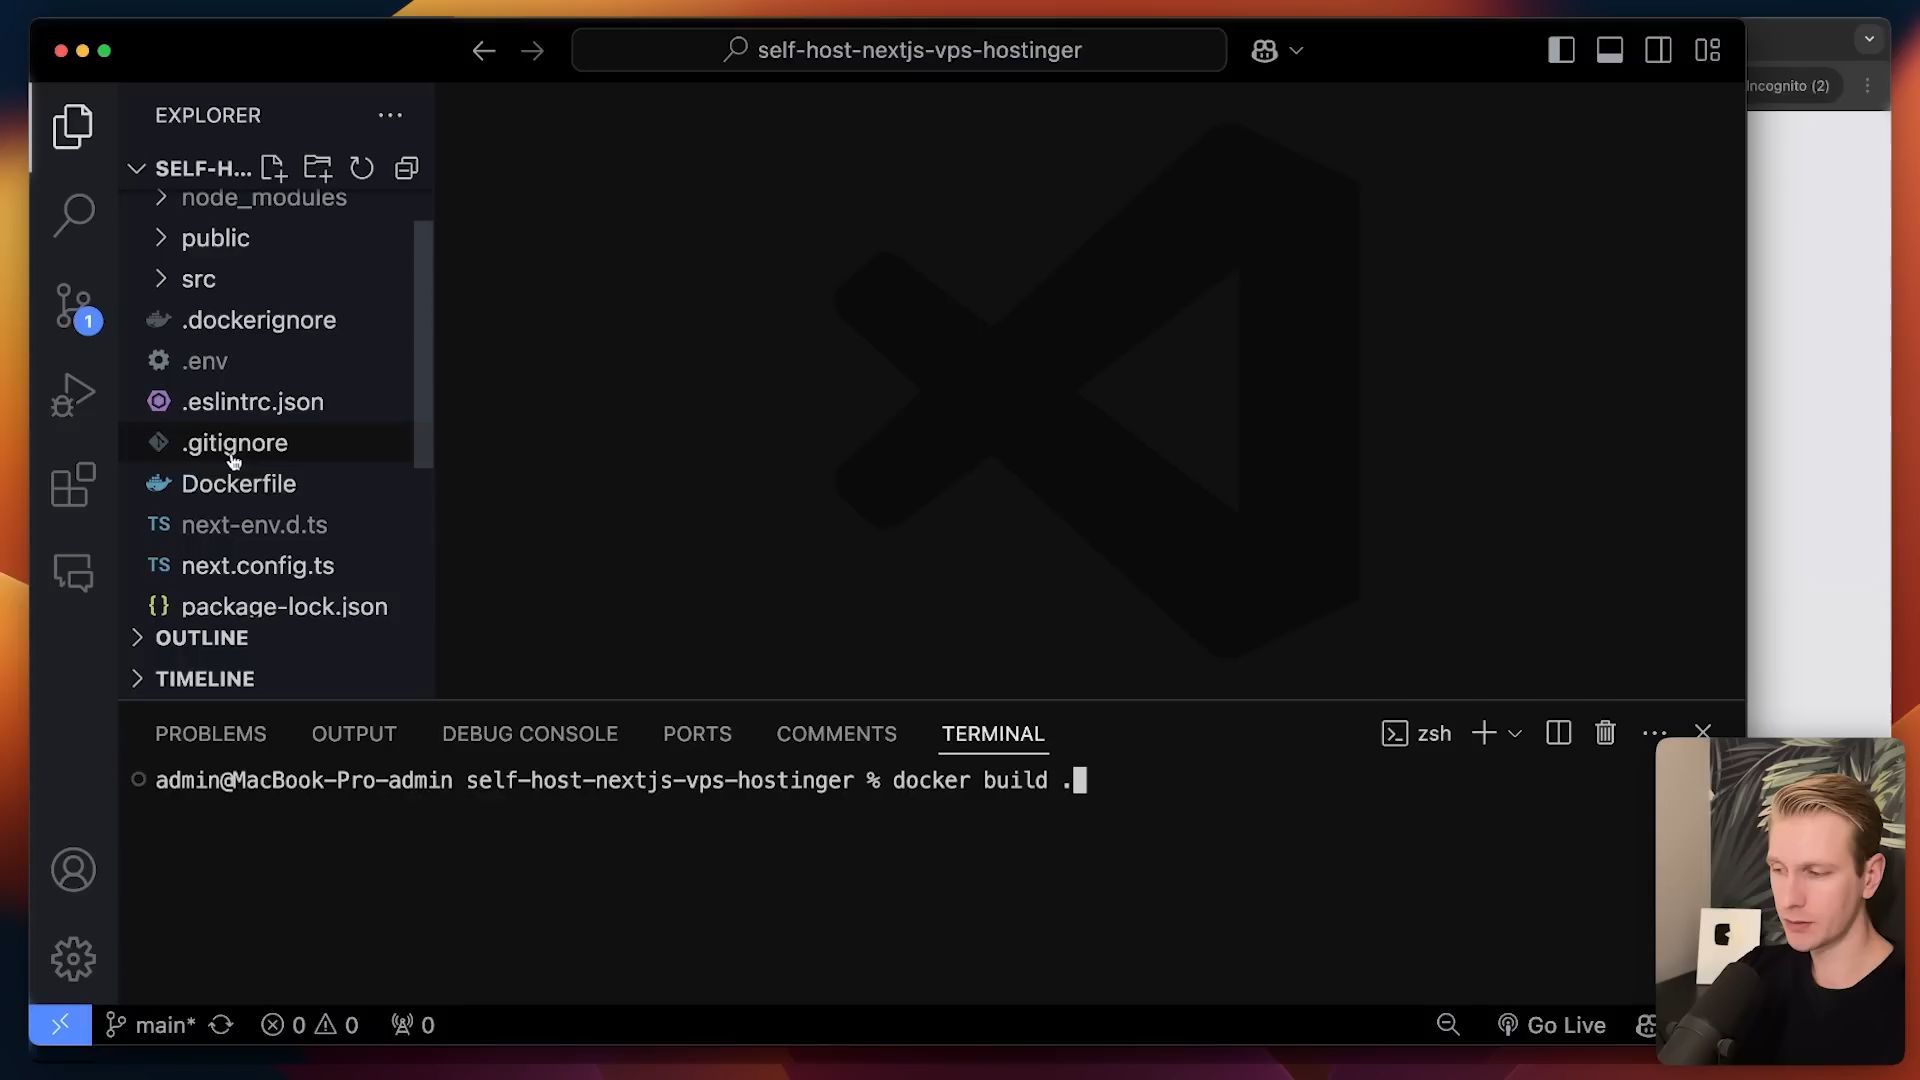 self-host-nextjs-vps-hostinger
Incognito (2)
EXPLORER
SELF-H...
node_modules
public
src
.dockerignore
1
.env
.eslintrc.json
.gitignore
Dockerfile
TS next-env.d.ts
TS next.config.ts
{} package-lock.json
OUTLINE
TIMELINE
PROBLEMS OUTPUT DEBUG CONSOLE PORTS COMMENTS TERMINAL zsh
admin@MacBook-Pro-admin self-host-nextjs-vps-hostinger % docker build .
main* 0 0 0 Go Live